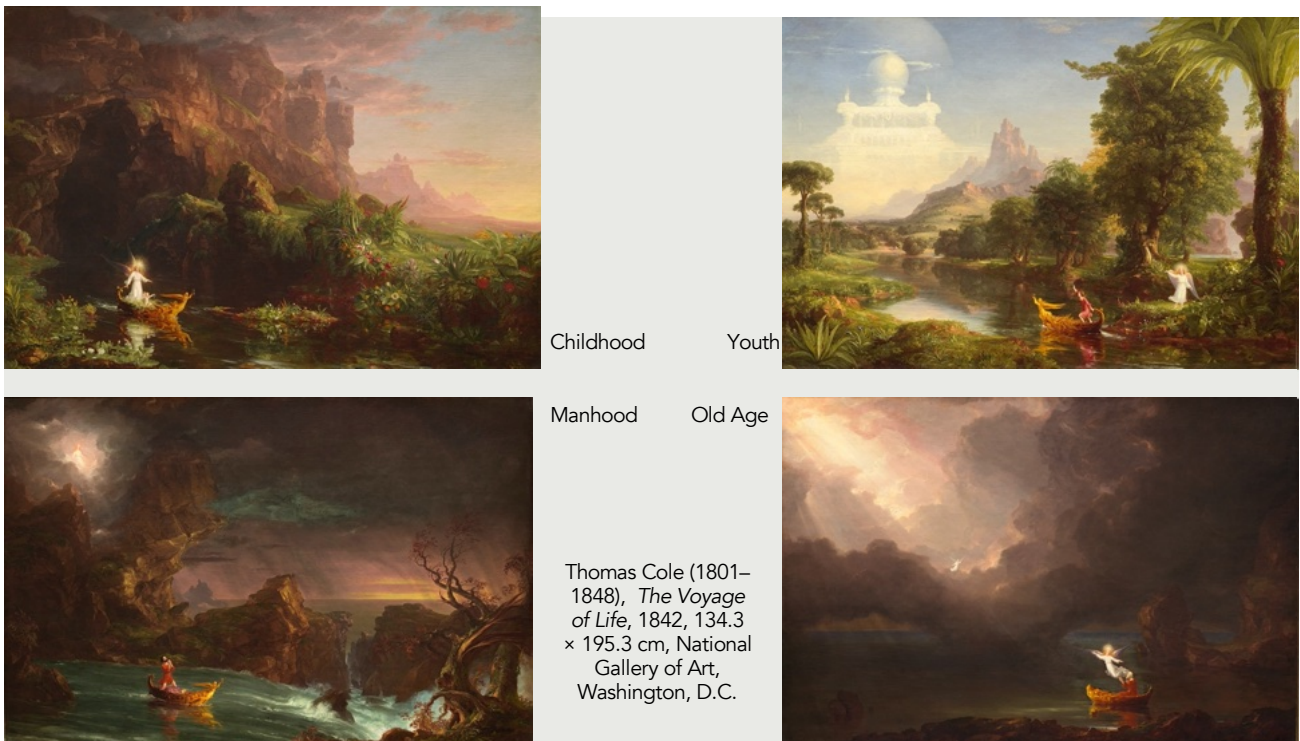 Childhood
Youth
Manhood
Old Age
Thomas Cole (1801–
1848), The Voyage
of Life, 1842, 134.3
× 195.3 cm, National
Gallery of Art,
Washington, D.C.